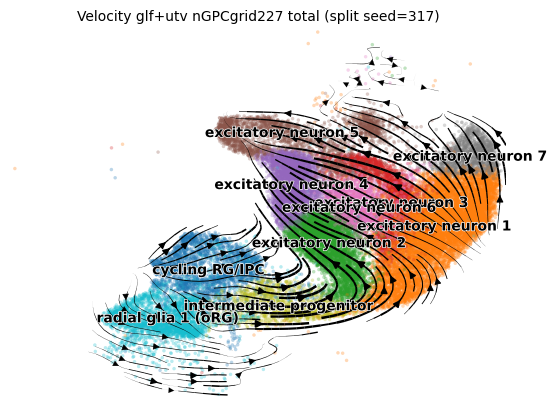 Velocity glf+utv nGPCgrid227 total (split seed=317)
excitatory neuron 5
excitatory neuron 7
excitatory neuron 4
excitatory neuron 3
excitatory neuron 6
excitatory neuron 1
excitatory neuron 2
cycling RG/IPC
intermediate progenitor
radial glia 1 (oRG)